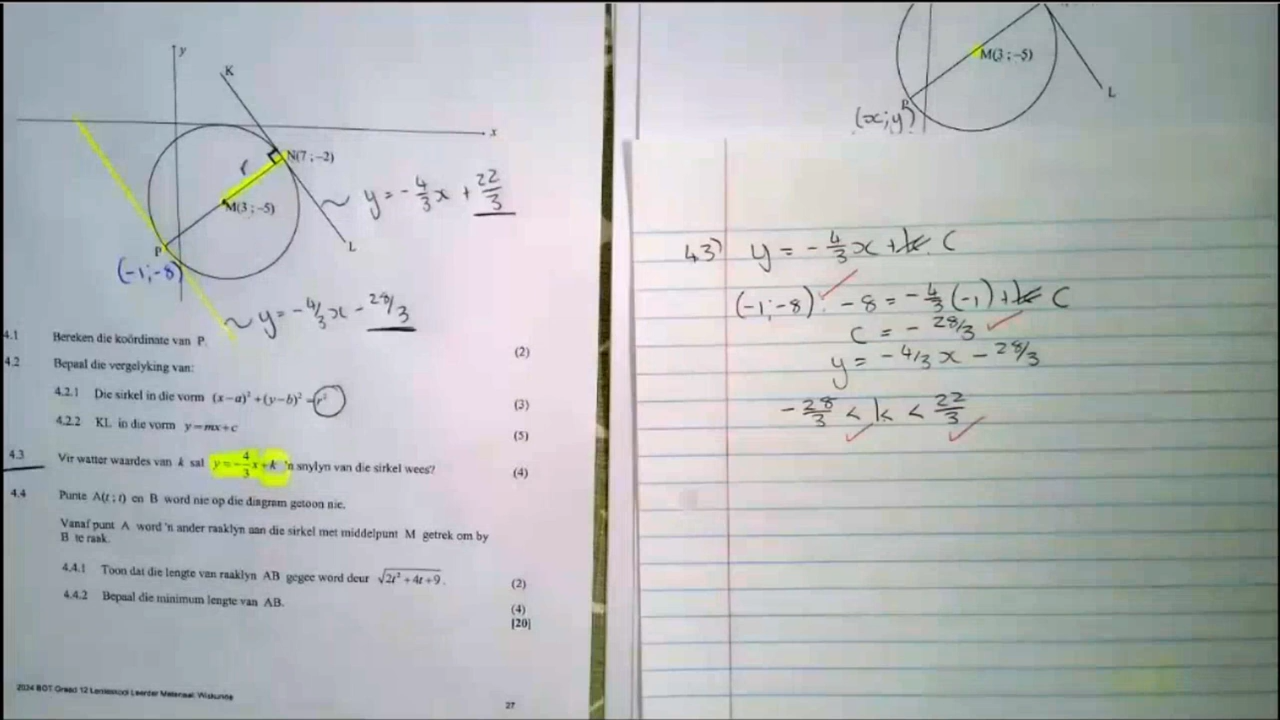 y
K
x
N(7 ; –2)
r
M(3 ; –5)
P
L
(-1;-8)
~ y = -4/3 x + 22/3
~ y = -4/3 x - 28/3
4.1 Bereken die koördinate van P. (2)
4.2 Bepaal die vergelyking van:
4.2.1 Die sirkel in die vorm (x–a)² + (y–b)² = r² (3)
4.2.2 KL in die vorm y = mx + c (5)
4.3 Vir watter waardes van k sal y = –4/3 x + k 'n snylyn van die sirkel wees? (4)
4.4 Punte A(t ; t) en B word nie op die diagram getoon nie.
Vanaf punt A word 'n ander raaklyn aan die sirkel met middelpunt M getrek om by
B te raak.
4.4.1 Toon dat die lengte van raaklyn AB gegee word deur √(2t² + 4t + 9). (2)
4.4.2 Bepaal die minimum lengte van AB. (4)
[20]
27
M(3 ; –5)
L
P
(x;y)
4.3) y = -4/3 x + k C
(-1;-8): -8 = -4/3 (-1) + k C
C = -28/3
y = -4/3 x - 28/3
-28/3 < k < 22/3